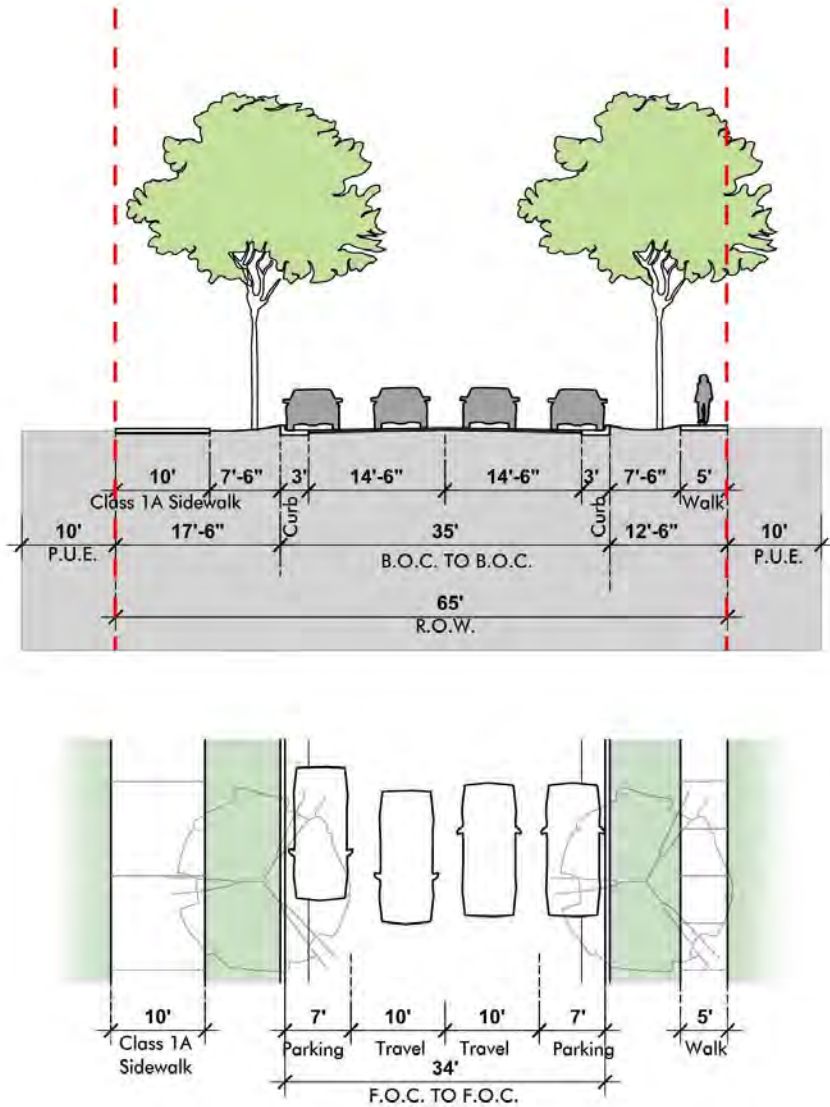 10' 7'-6" 3' 14'-6" 14'-6" 3' 7'-6" 5'
Class 1A Sidewalk Curb Curb Walk
10' 17'-6" 35' 12'-6" 10'
P.U.E. B.O.C. TO B.O.C. P.U.E.
65'
R.O.W.
10' 7' 10' 10' 7' 5'
Class 1A Parking Travel Travel Parking Walk
Sidewalk
34'
F.O.C. TO F.O.C.